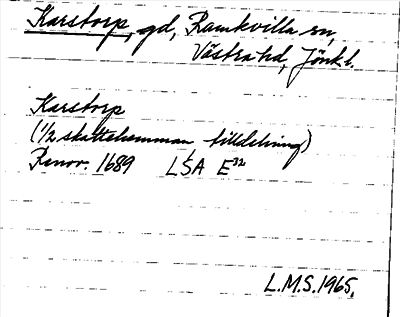 Karstorp, gd, Ramkvilla sn,
Västra hd, Jönk l.
Karstorp
(1/2 skattehemman, tilldelning)
Renov. 1689 LSA E³²
L.M.S. 1965.